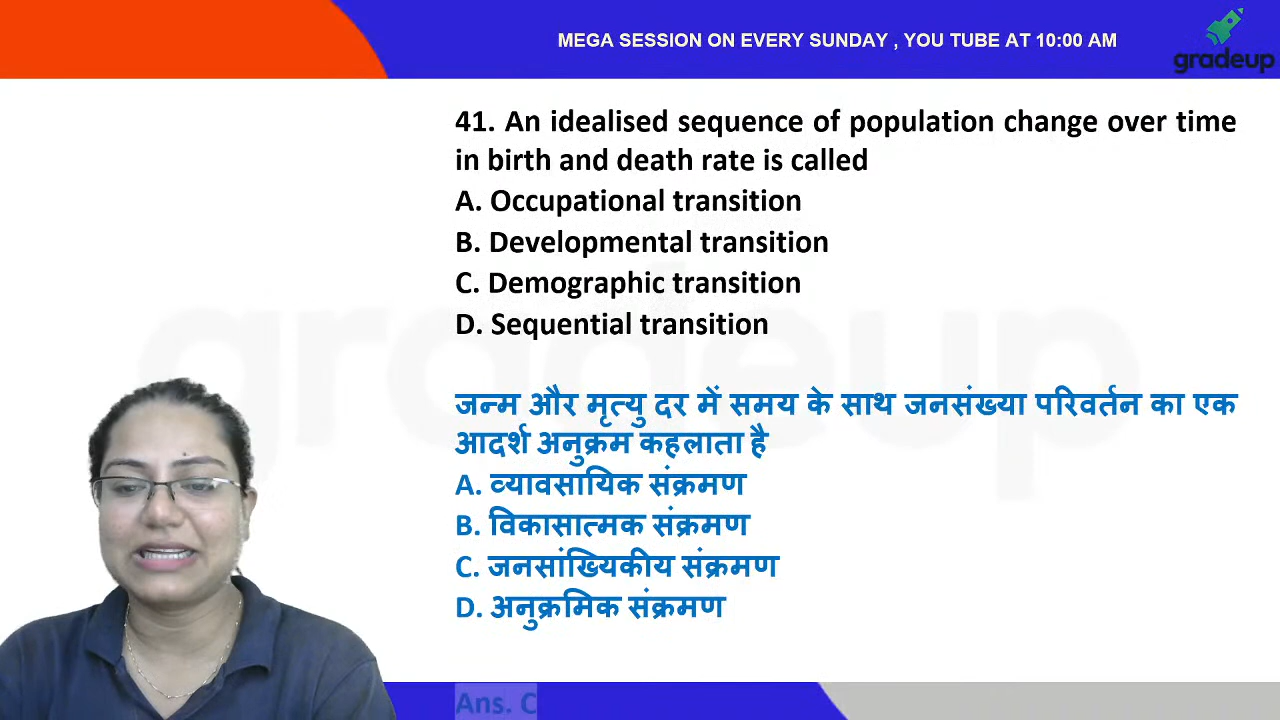 MEGA SESSION ON EVERY SUNDAY , YOU TUBE AT 10:00 AM
gradeup
41. An idealised sequence of population change over time
in birth and death rate is called
A. Occupational transition
B. Developmental transition
C. Demographic transition
D. Sequential transition
gradeup
जन्म और मृत्यु दर में समय के साथ जनसंख्या परिवर्तन का एक
आदर्श अनुक्रम कहलाता है
A. व्यावसायिक संक्रमण
B. विकासात्मक संक्रमण
C. जनसांख्यिकीय संक्रमण
D. अनुक्रमिक संक्रमण
Ans. C